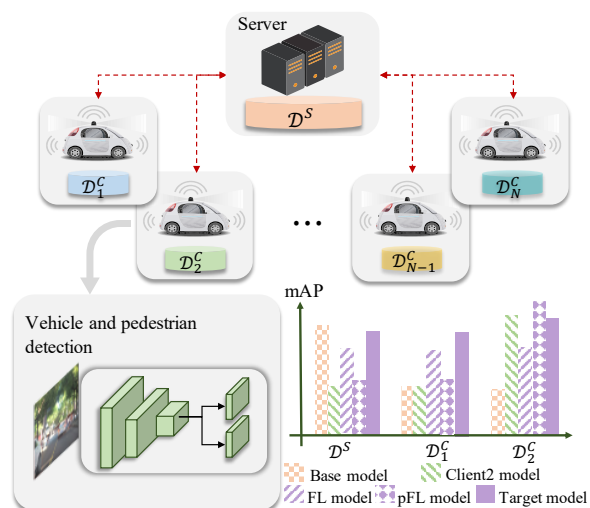 Server
𝒟^S
𝒟_1^C
𝒟_N^C
𝒟_2^C
...
𝒟_{N-1}^C
Vehicle and pedestrian
detection
mAP
𝒟^S
𝒟_1^C
𝒟_2^C
Base model
Client2 model
FL model
pFL model
Target model